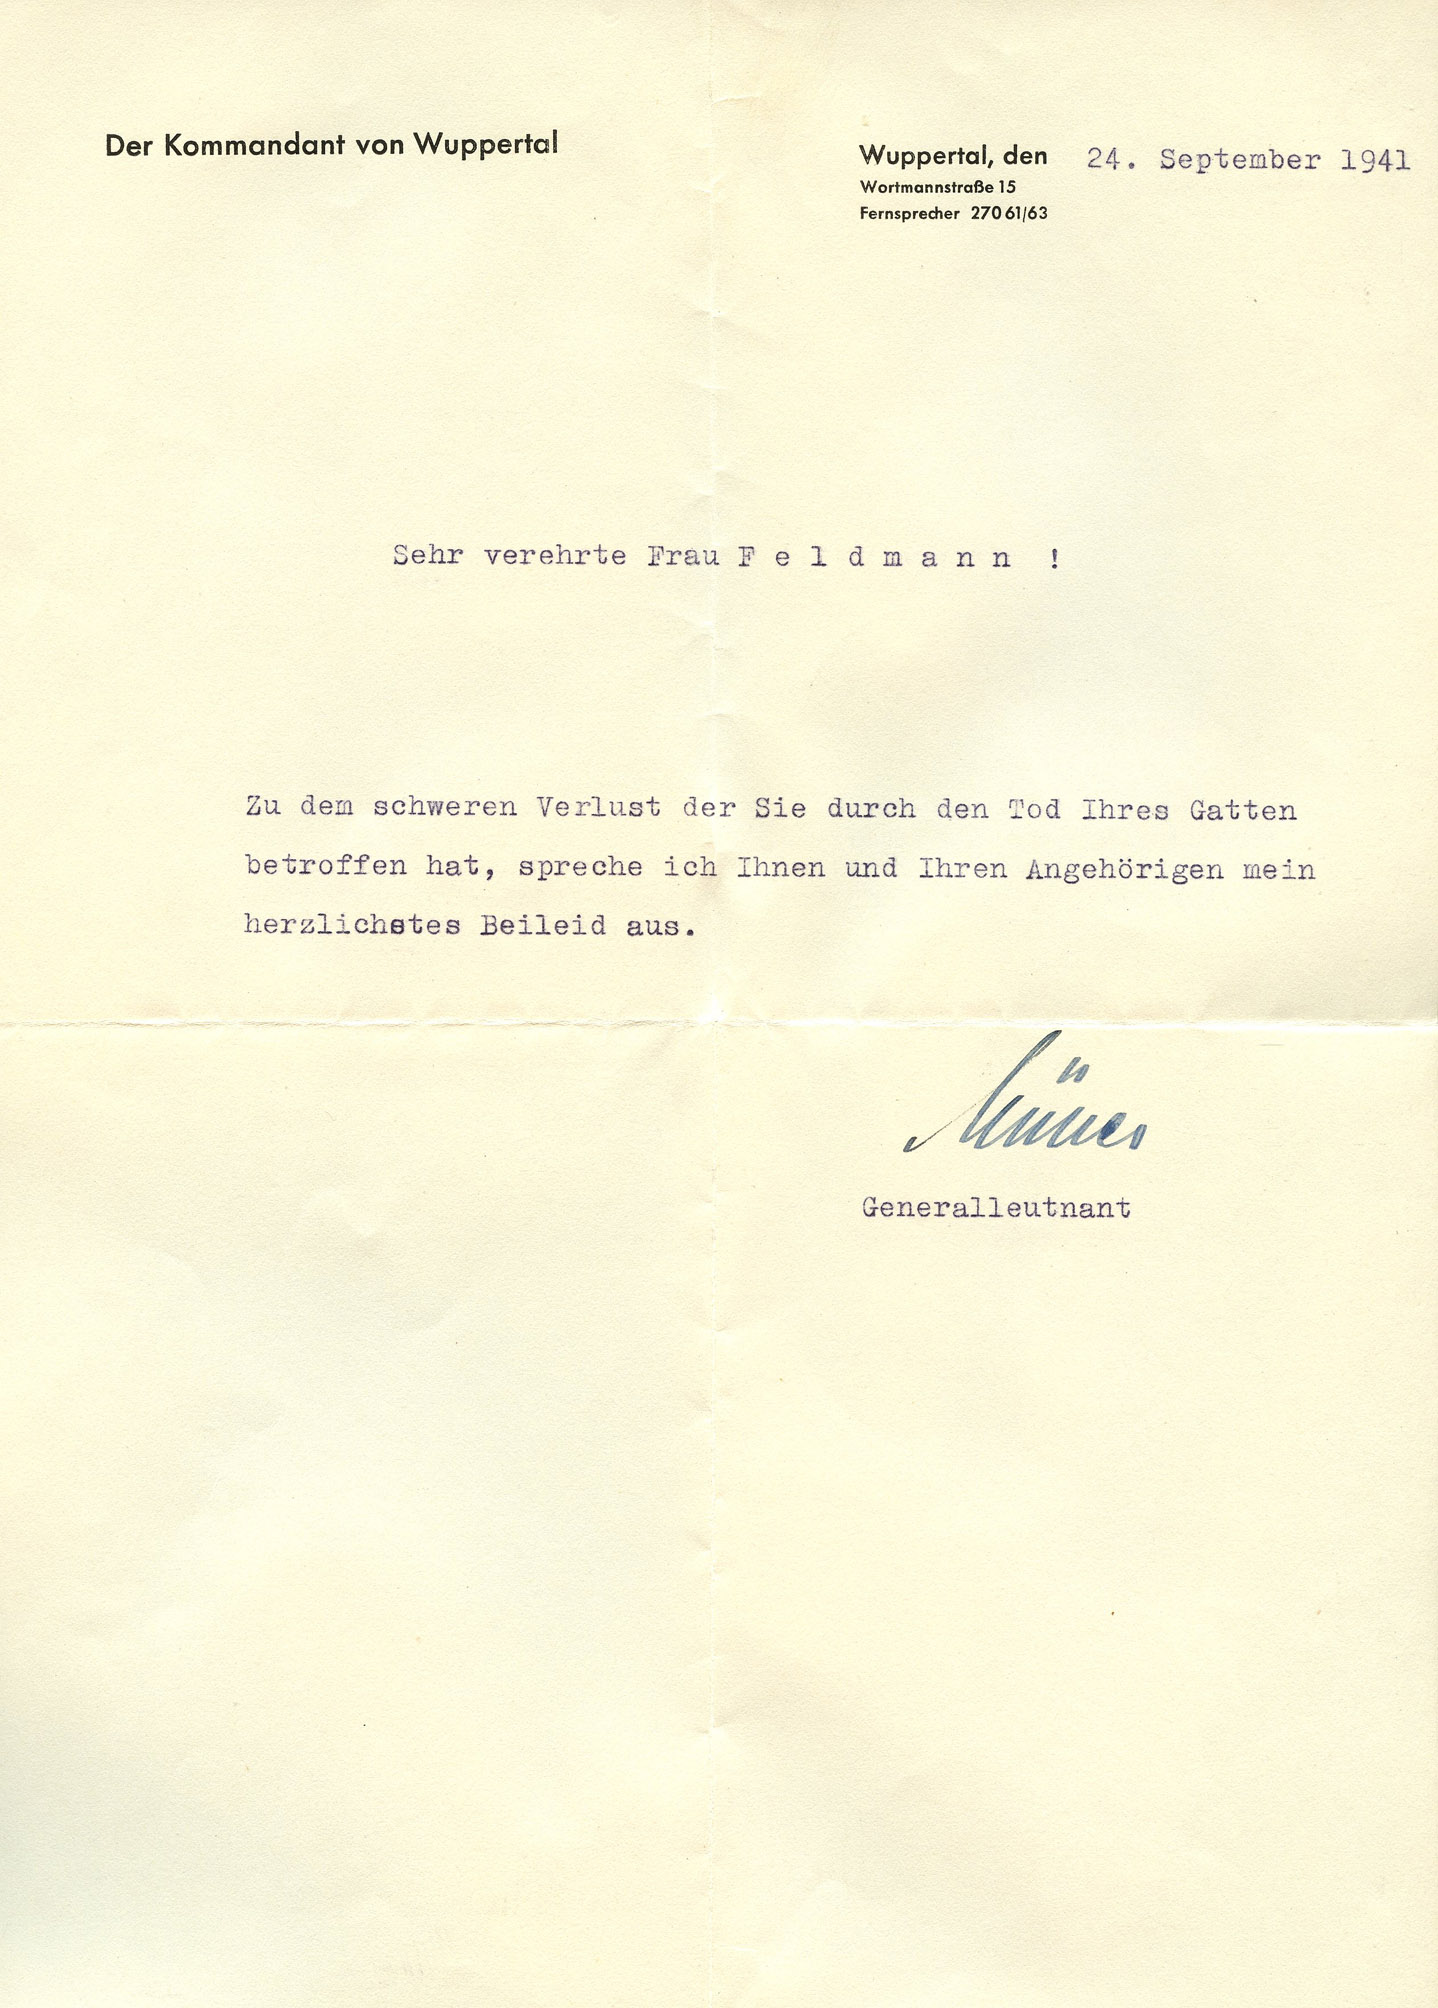 Der Kommandant von Wuppertal
Wuppertal, den 24. September 1941
Wortmannstraße 15
Fernsprecher 270 61/63
Sehr verehrte Frau F e l d m a n n !
Zu dem schweren Verlust der Sie durch den Tod Ihres Gatten
betroffen hat, spreche ich Ihnen und Ihren Angehörigen mein
herzlichstes Beileid aus.
Generalleutnant